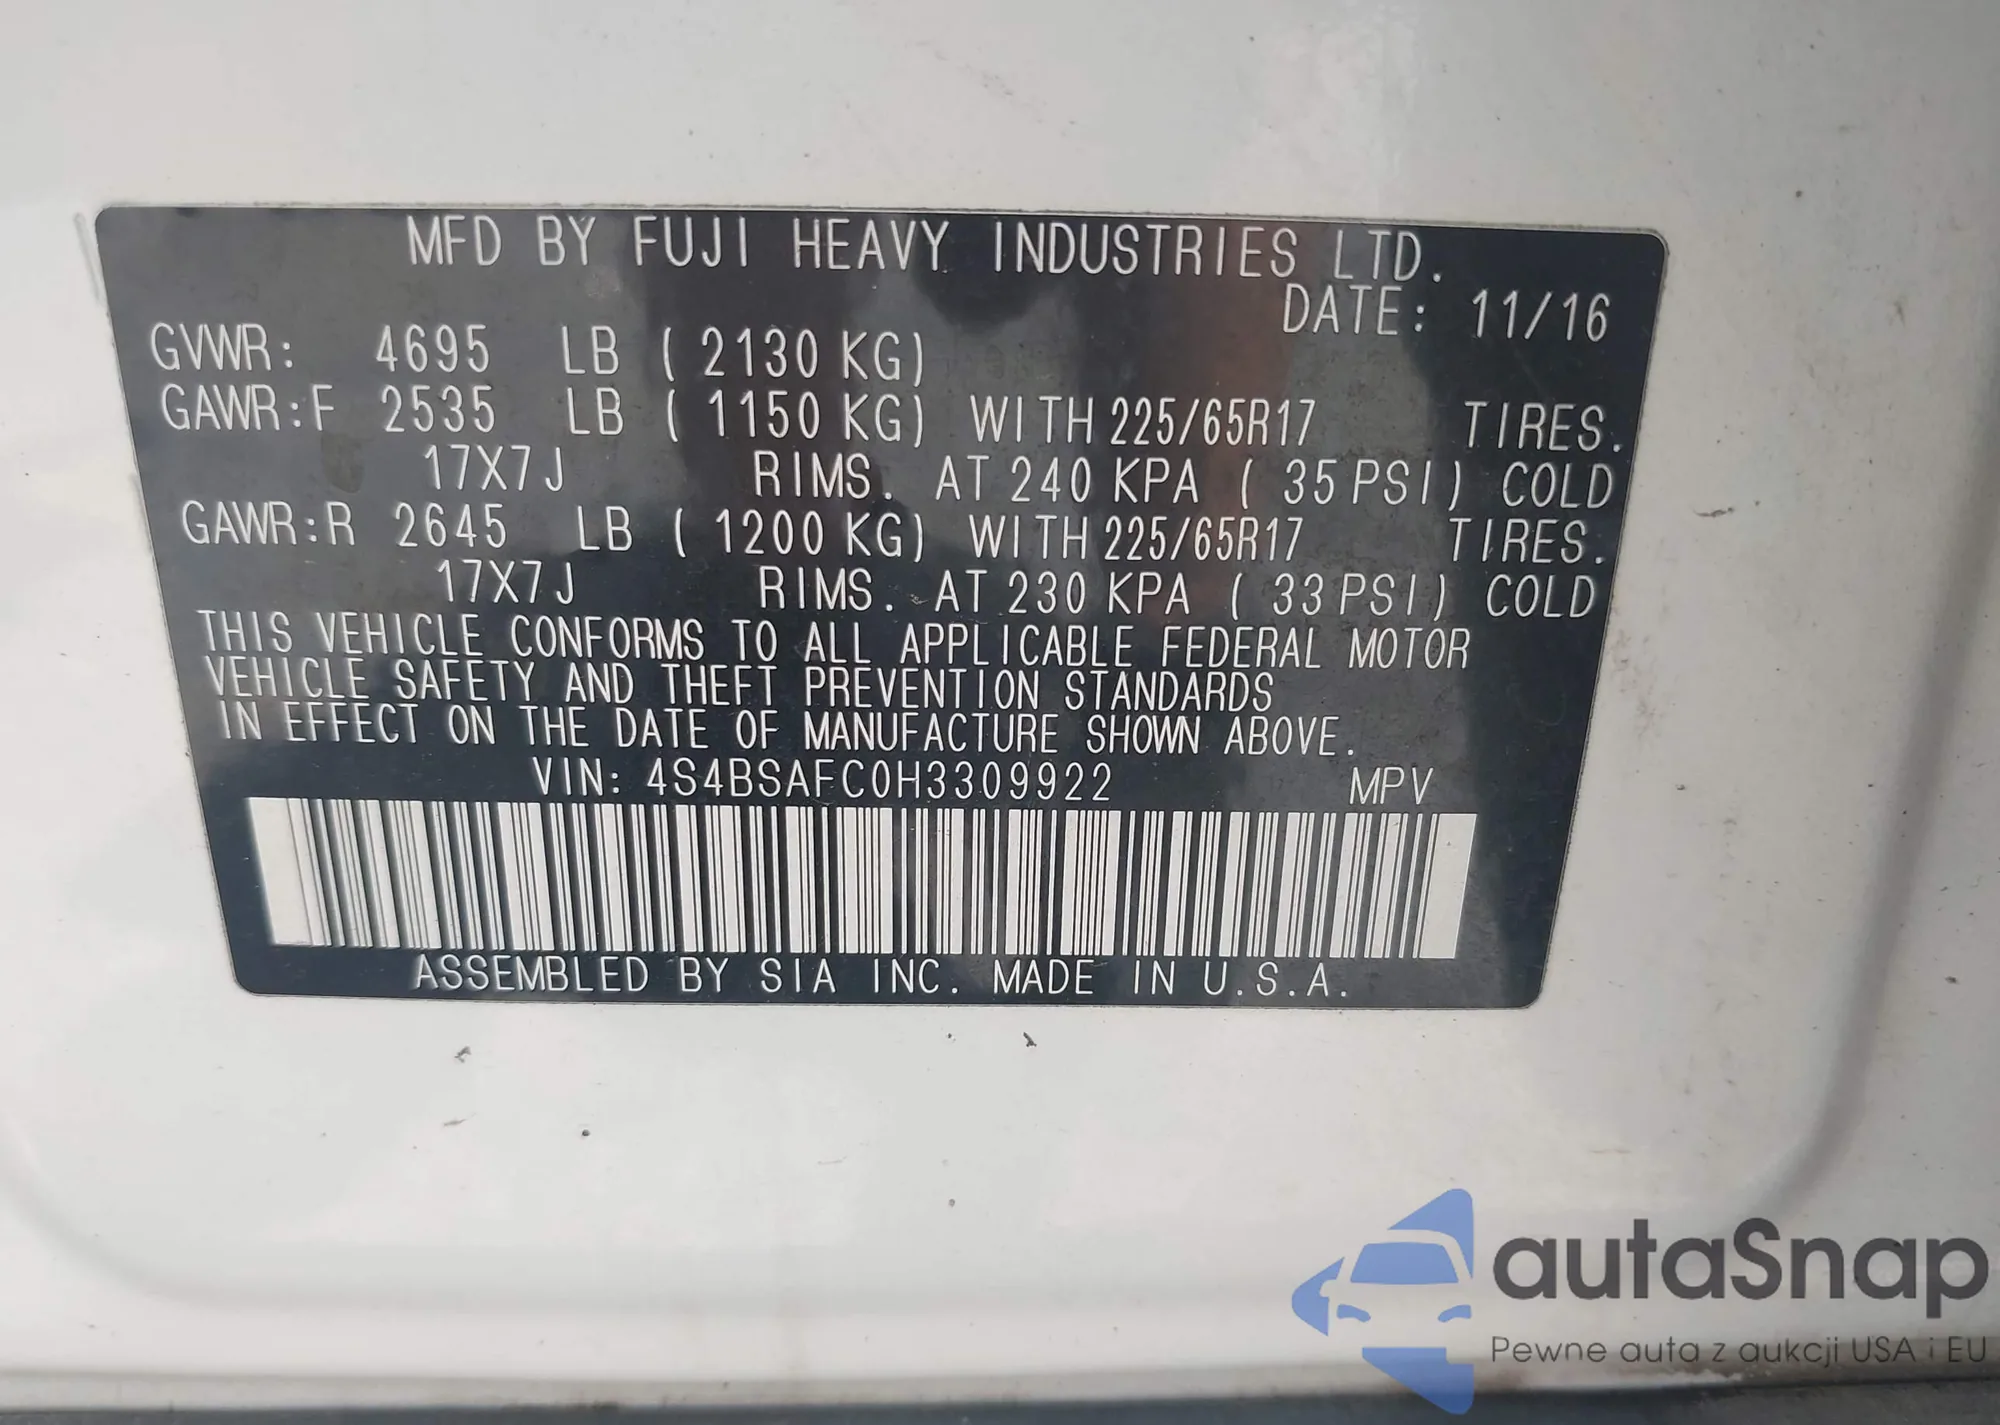 MFD BY FUJI HEAVY INDUSTRIES LTD.
DATE: 11/16
GVWR: 4695 LB ( 2130 KG)
GAWR:F 2535 LB ( 1150 KG) WITH 225/65R17 TIRES.
17X7J RIMS. AT 240 KPA ( 35 PSI) COLD
GAWR:R 2645 LB ( 1200 KG) WITH 225/65R17 TIRES.
17X7J RIMS. AT 230 KPA ( 33 PSI) COLD
THIS VEHICLE CONFORMS TO ALL APPLICABLE FEDERAL MOTOR
VEHICLE SAFETY AND THEFT PREVENTION STANDARDS
IN EFFECT ON THE DATE OF MANUFACTURE SHOWN ABOVE.
VIN: 4S4BSAFC0H3309922 MPV
ASSEMBLED BY SIA INC. MADE IN U.S.A.
autaSnap
Pewne auta z aukcji USA i EU